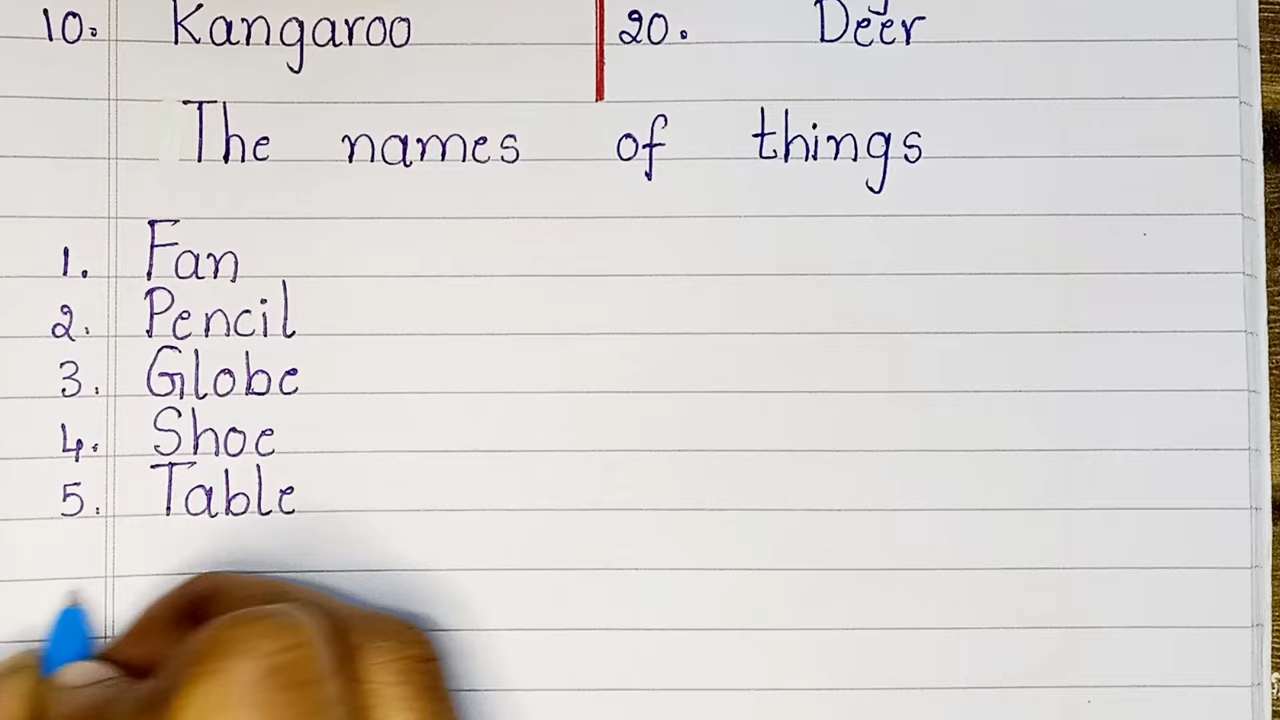 10. Kangaroo 20. Deer
The names of things
1. Fan
2. Pencil
3. Globe
4. Shoe
5. Table